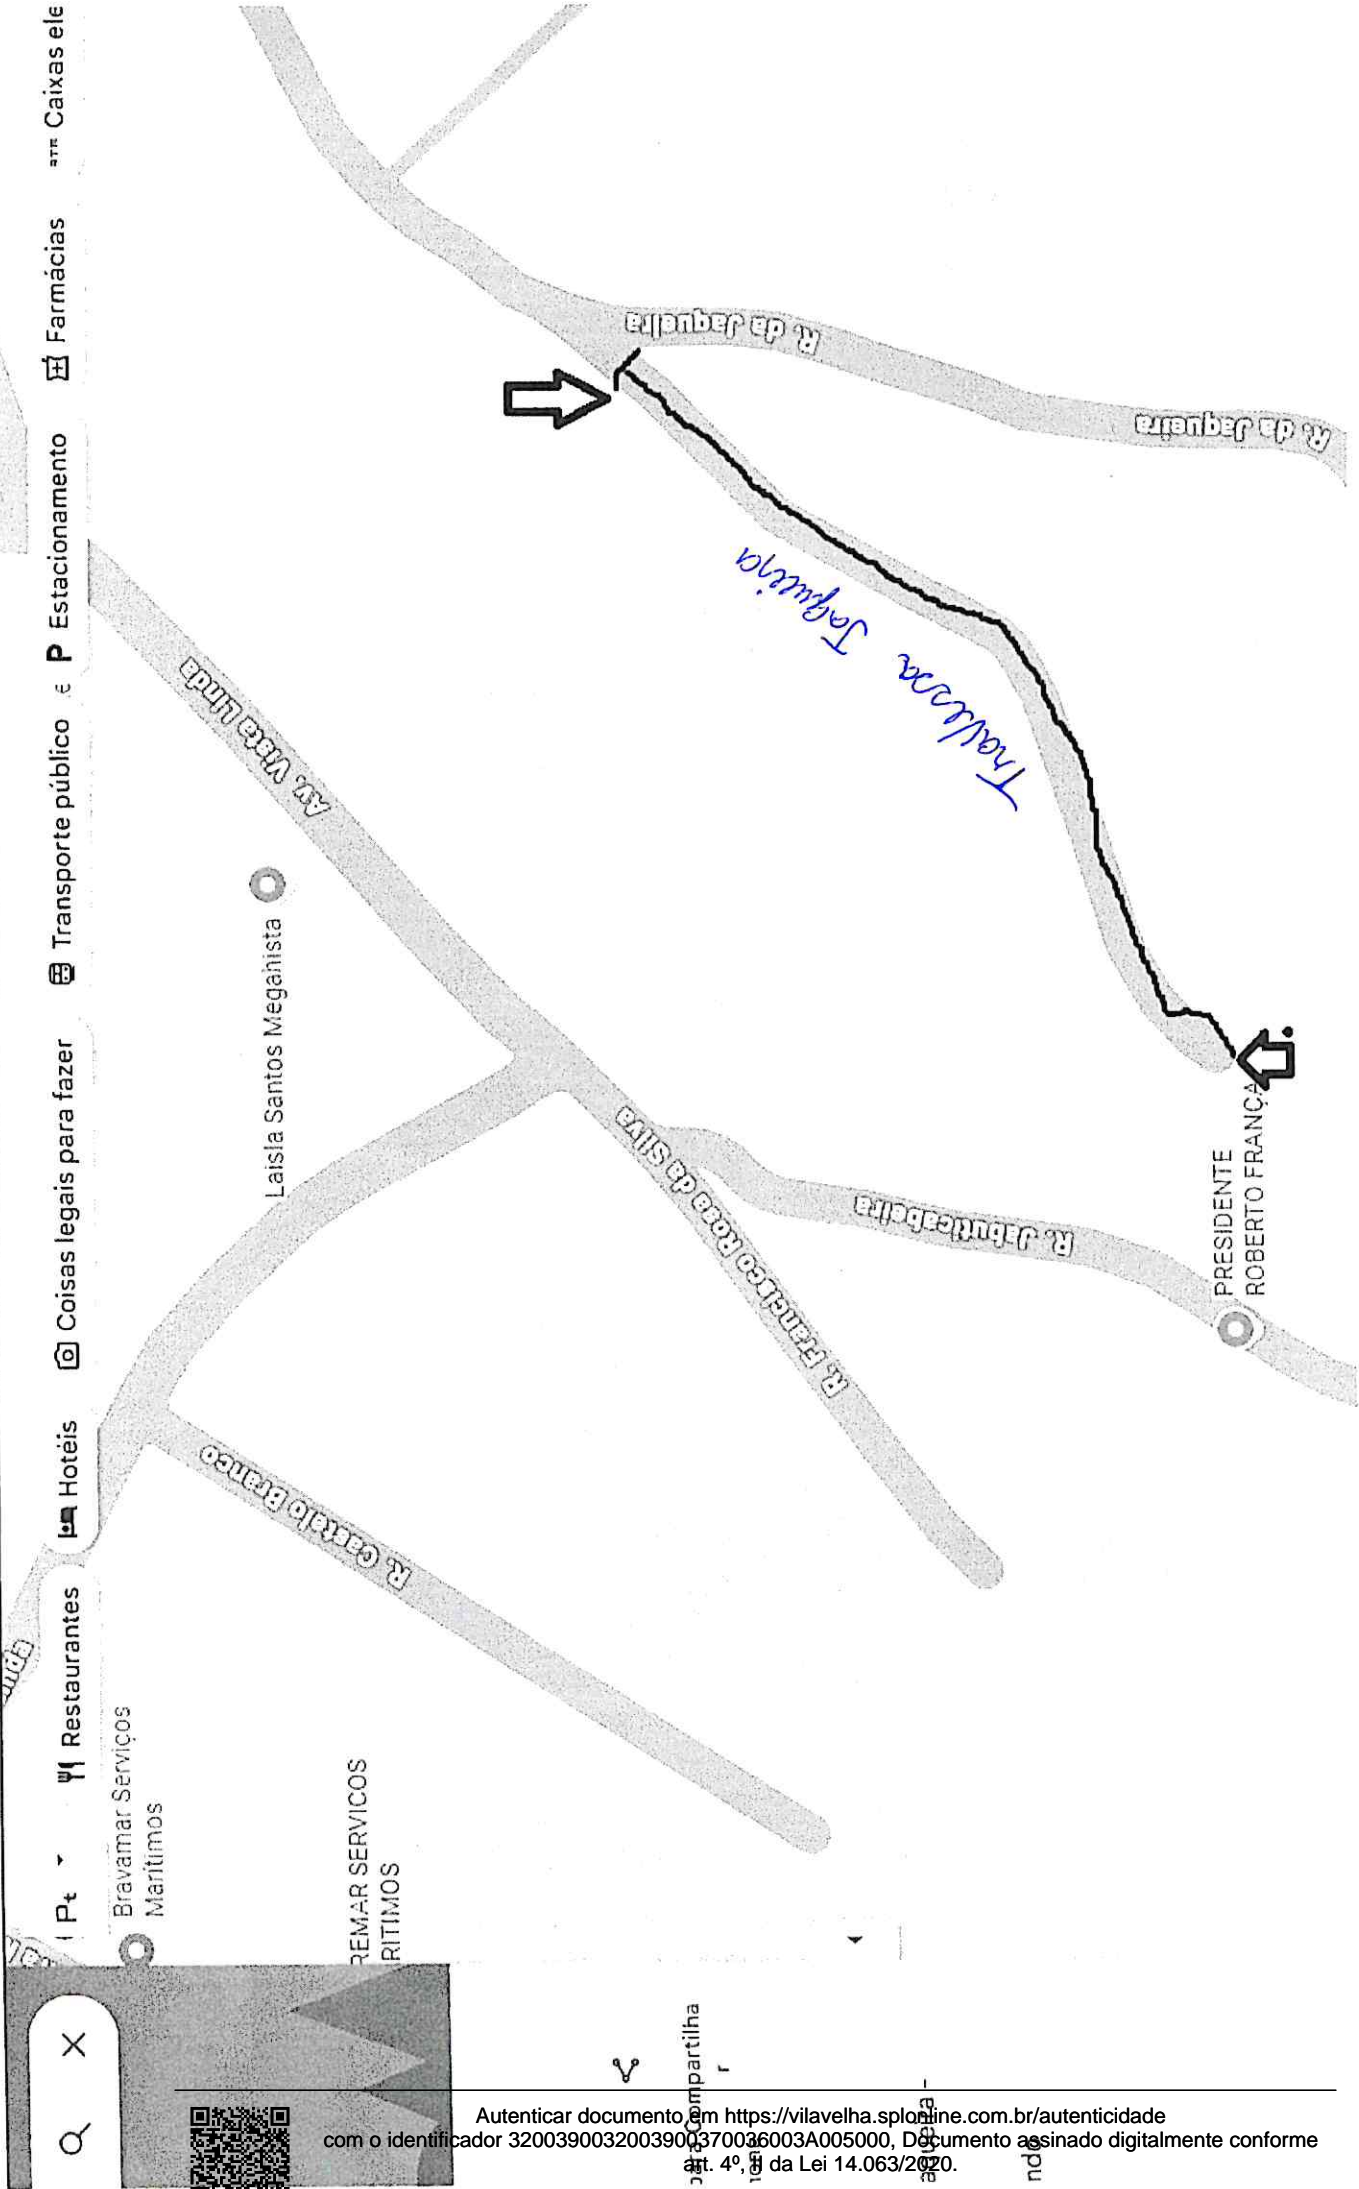 Restaurantes
Hotéis
Coisas legais para fazer
Transporte público
P Estacionamento
Farmácias
Caixas ele
Bravamar Serviços
Marítimos
REMAR SERVICOS
RITIMOS
Laisla Santos Megahista
Av. Vista Linda
R. Castelo Branco
R. Francisco Rosa da Silva
R. Jabuticabeira
PRESIDENTE
ROBERTO FRANÇA
R. da Jaqueira
R. da Jaqueira
Travessa Jaqueira
Compartilha
r
Autenticar documento em https://vilavelha.splonline.com.br/autenticidade
com o identificador 3200390032003900370036003A005000, Documento assinado digitalmente conforme
art. 4º, II da Lei 14.063/2020.